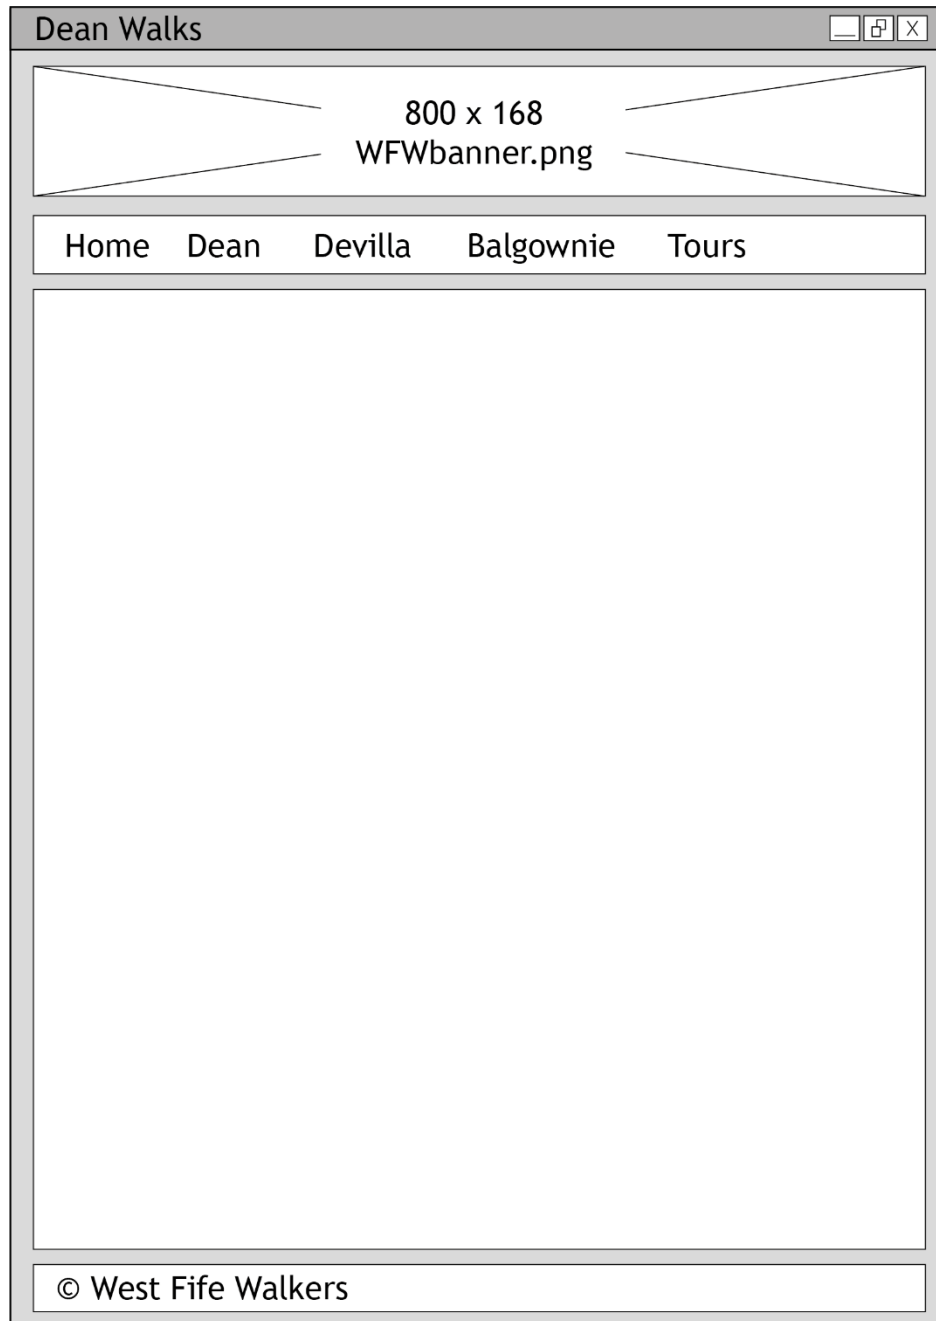 Dean Walks
800 x 168
WFWbanner.png
Home Dean Devilla Balgownie Tours
© West Fife Walkers